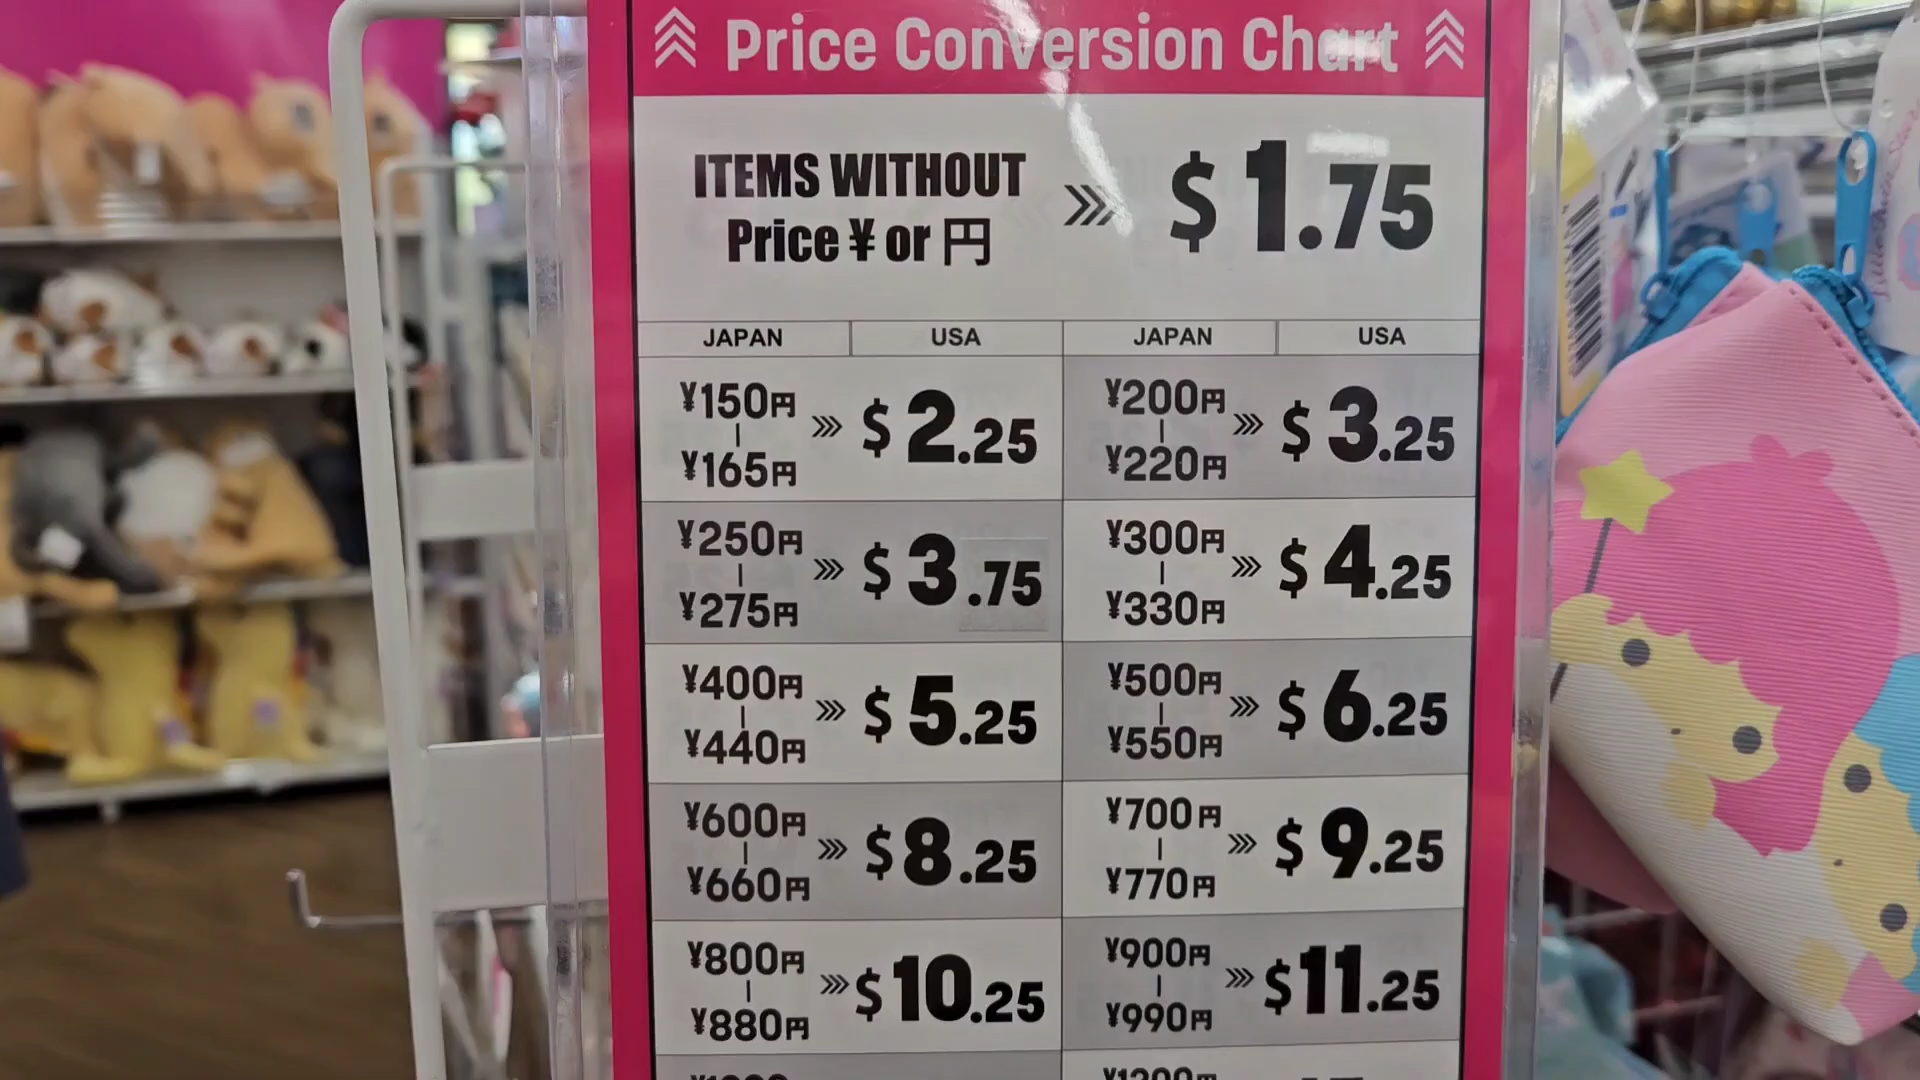 Price Conversion Chart
ITEMS WITHOUT
Price ¥ or 円
$ 1.75
JAPAN USA JAPAN USA
¥150円
¥165円
$ 2.25
¥200円
¥220円
$ 3.25
¥250円
¥275円
$ 3.75
¥300円
¥330円
$ 4.25
¥400円
¥440円
$ 5.25
¥500円
¥550円
$ 6.25
¥600円
¥660円
$ 8.25
¥700円
¥770円
$ 9.25
¥800円
¥880円
$ 10.25
¥900円
¥990円
$ 11.25